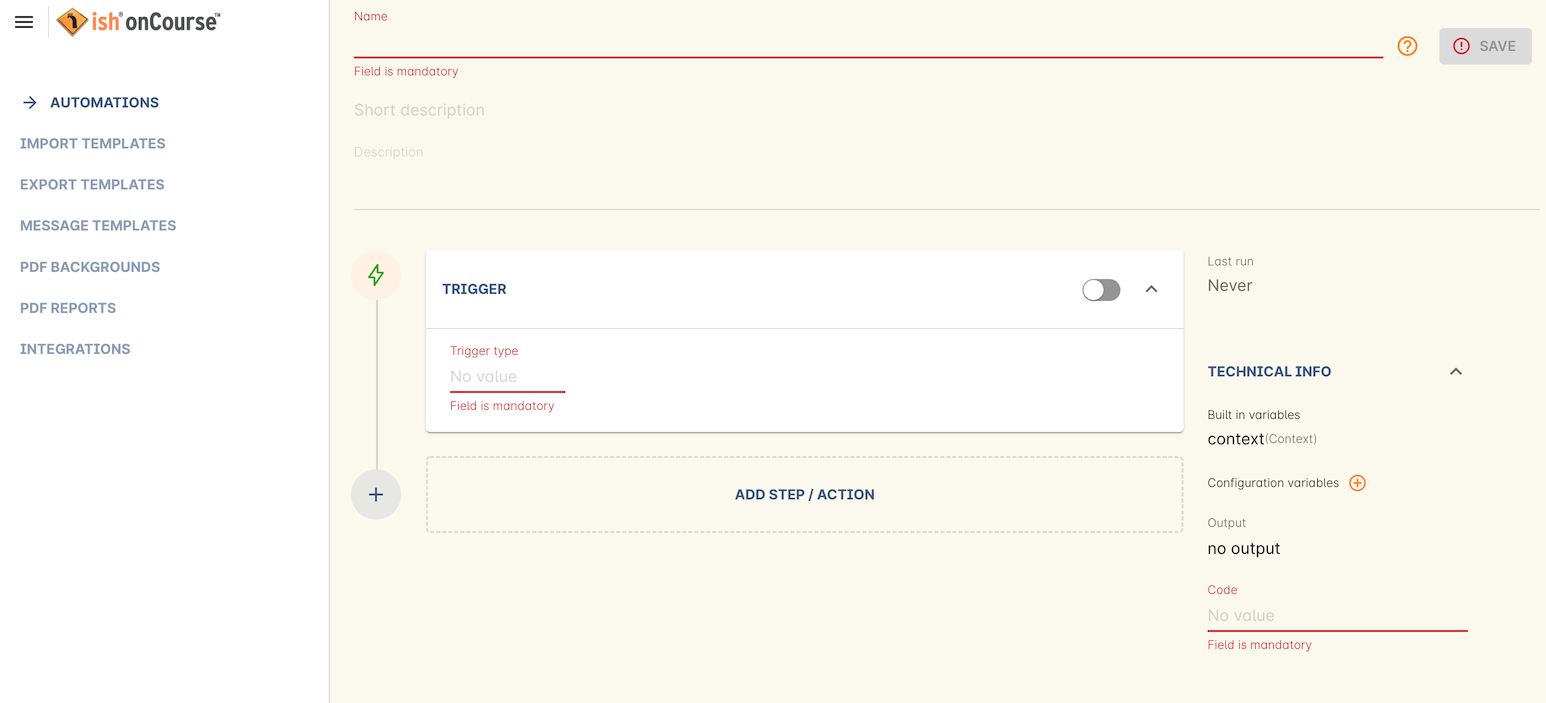 ish® onCourse™
AUTOMATIONS
IMPORT TEMPLATES
EXPORT TEMPLATES
MESSAGE TEMPLATES
PDF BACKGROUNDS
PDF REPORTS
INTEGRATIONS
Name
Field is mandatory
SAVE
Short description
Description
TRIGGER
Trigger type
No value
Field is mandatory
ADD STEP / ACTION
Last run
Never
TECHNICAL INFO
Built in variables
context(Context)
Configuration variables
Output
no output
Code
No value
Field is mandatory